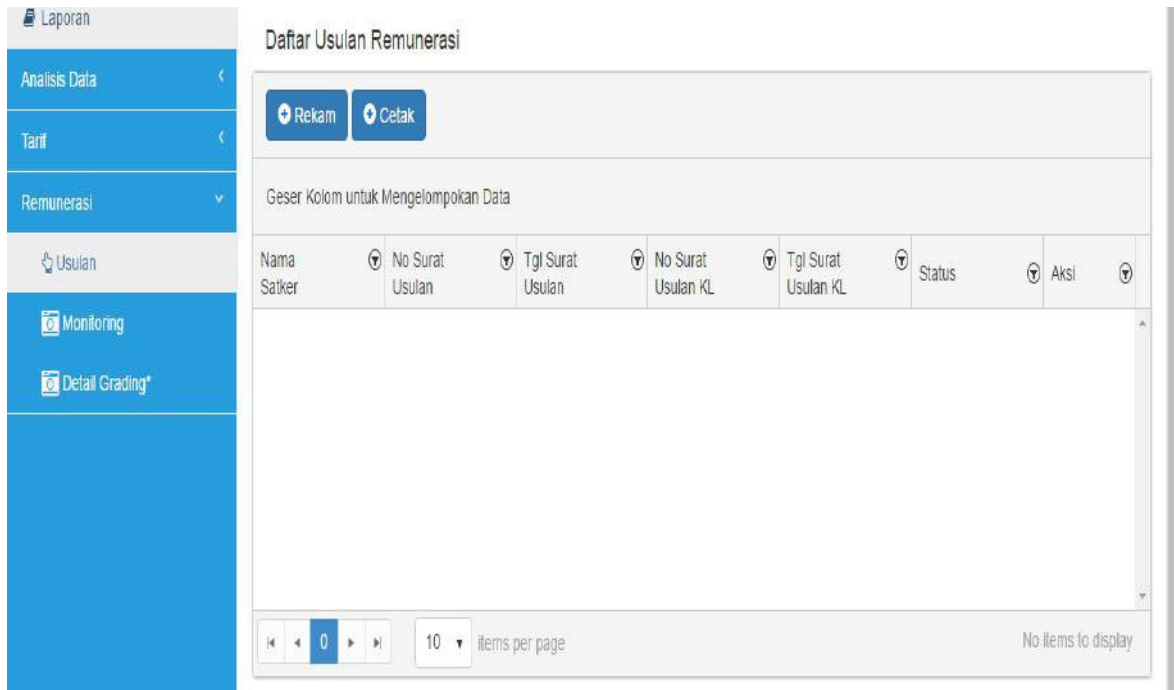 Laporan
Analisis Data
Tarif
Remunerasi
Usulan
Monitoring
Detail Grading*
Daftar Usulan Remunerasi
Rekam Cetak
Geser Kolom untuk Mengelompokan Data
Nama Satker
No Surat Usulan
Tgl Surat Usulan
No Surat Usulan KL
Tgl Surat Usulan KL
Status
Aksi
0 10 items per page No items to display